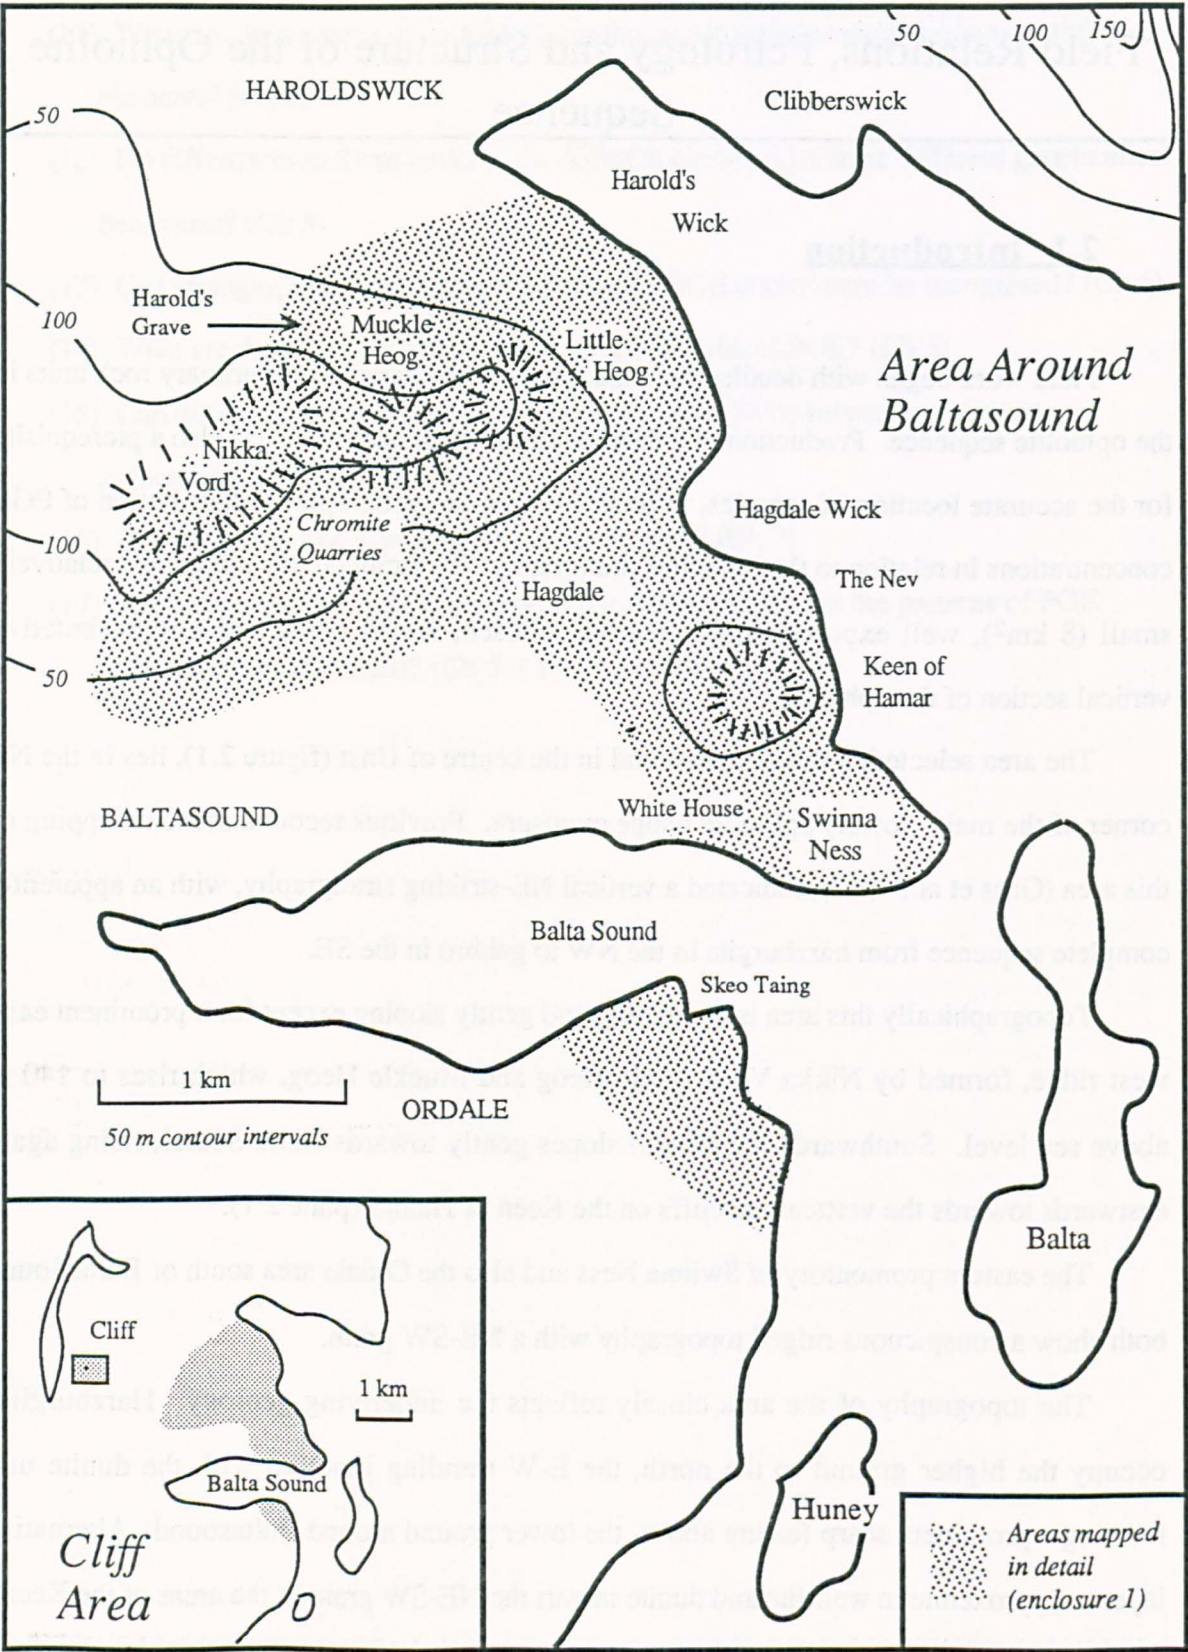 50
100
150
HAROLDSWICK
Clibberswick
50
Harold's
Wick
Harold's
Grave
100
Muckle
Heog
Little
Heog
Area Around
Baltasound
Nikka
Vord
Chromite
Quarries
Hagdale Wick
100
The Nev
Hagdale
Keen of
Hamar
50
BALTASOUND
White House
Swinna
Ness
Balta Sound
Skeo Taing
1 km
ORDALE
50 m contour intervals
Balta
Cliff
1 km
Balta Sound
Cliff
Area
Huney
Areas mapped
in detail
(enclosure 1)